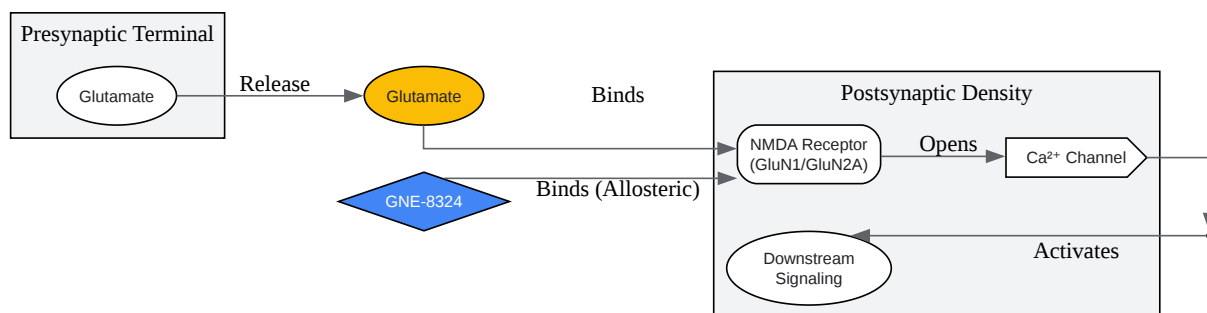 Presynaptic Terminal
Glutamate
Release
Glutamate
Binds
GNE-8324
Binds (Allosteric)
Postsynaptic Density
NMDA Receptor
(GluN1/GluN2A)
Opens
Ca²⁺ Channel
Activates
Downstream
Signaling